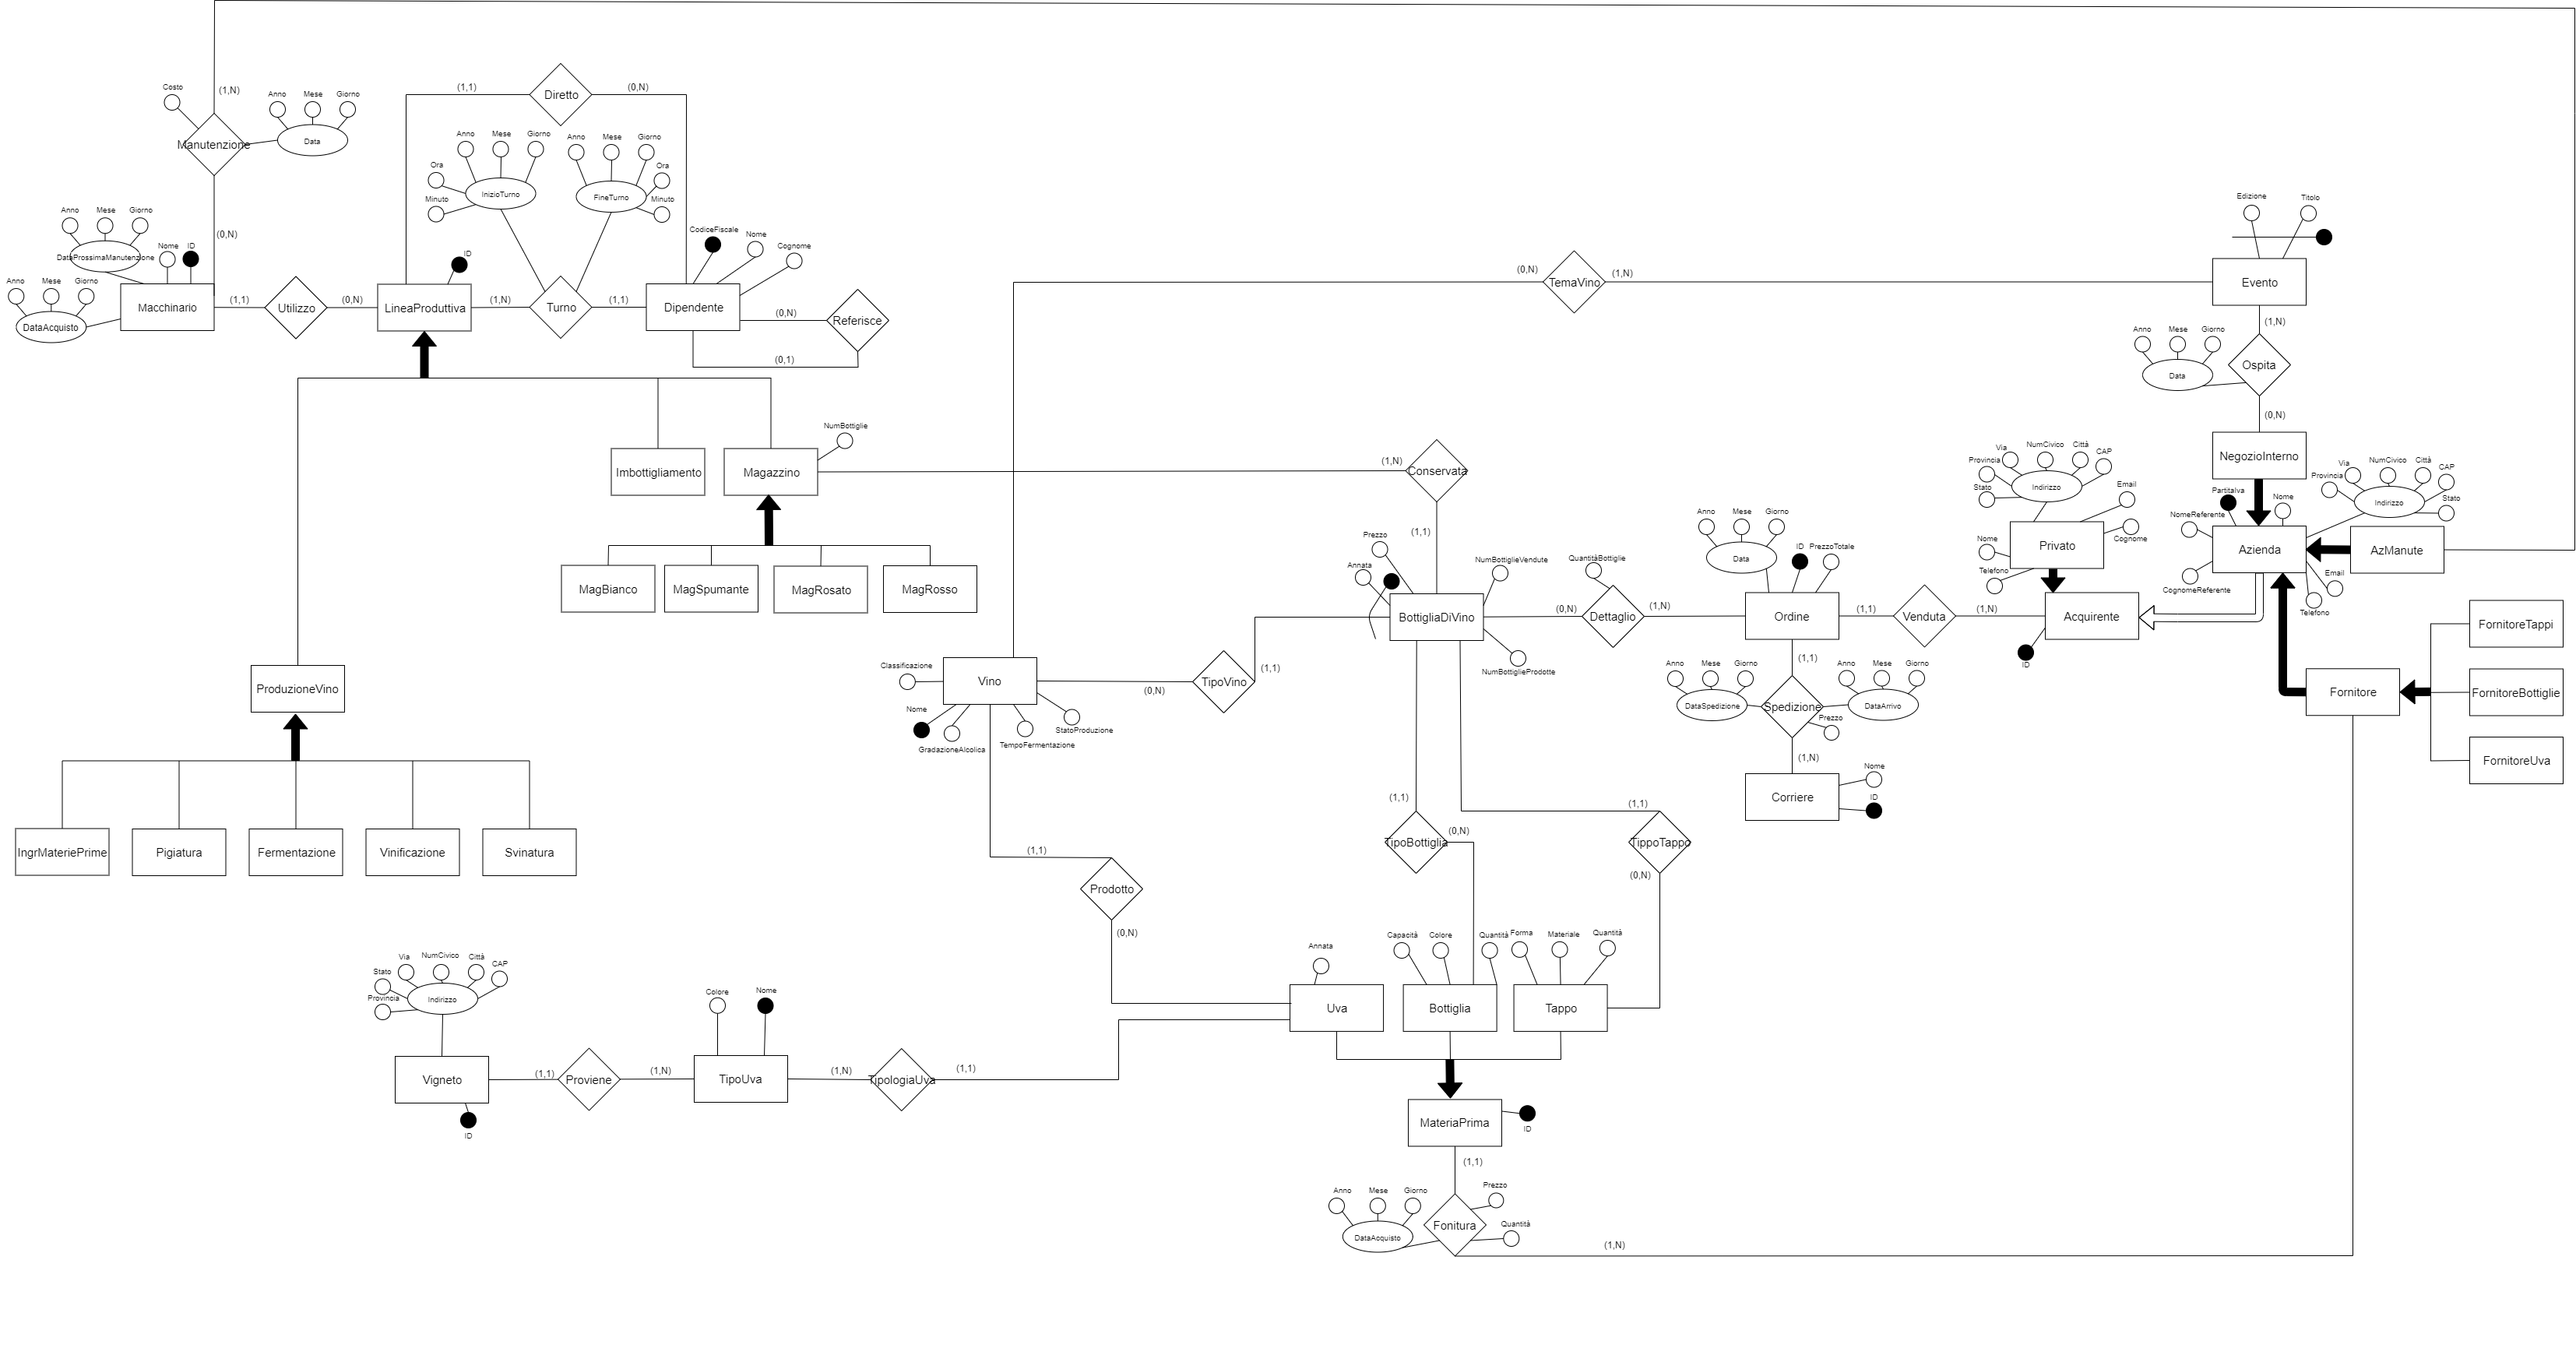 Costo
(1,N)
Anno
Mese
Giorno
Data
Manutenzione
(0,N)
(1,1)
Diretto
(0,N)
Anno
Mese
Giorno
Ora
Minuto
InizioTurno
Anno
Mese
Giorno
Ora
Minuto
FineTurno
Anno
Mese
Giorno
DataProssimaManutenzione
Nome
ID
Anno
Mese
Giorno
DataAcquisto
Macchinario
(1,1)
Utilizzo
(0,N)
ID
LineaProduttiva
(1,N)
Turno
(1,1)
CodiceFiscale
Nome
Cognome
Dipendente
(0,N)
Referisce
(0,1)
(0,N)
TemaVino
(1,N)
Edizione
Titolo
Evento
(1,N)
Anno
Mese
Giorno
Data
Ospita
(0,N)
NegozioInterno
NumBottiglie
Imbottigliamento
Magazzino
(1,N)
Conservata
(1,1)
MagBianco
MagSpumante
MagRosato
MagRosso
Prezzo
Annata
NumBottiglieVendute
BottigliaDiVino
NumBottiglieProdotte
QuantitàBottiglie
(0,N)
Dettaglio
(1,N)
Anno
Mese
Giorno
Data
ID
PrezzoTotale
Ordine
(1,1)
Venduta
(1,N)
Via
NumCivico
Città
CAP
Provincia
Stato
Indirizzo
Email
Cognome
Nome
Telefono
Privato
Acquirente
ID
PartitaIva
Nome
NomeReferente
CognomeReferente
Azienda
Email
Telefono
Via
NumCivico
Città
CAP
Provincia
Stato
Indirizzo
AzManute
FornitoreTappi
FornitoreBottiglie
FornitoreUva
Fornitore
ProduzioneVino
Classificazione
Vino
Nome
GradazioneAlcolica
TempoFermentazione
StatoProduzione
(0,N)
TipoVino
(1,1)
(1,1)
Anno
Mese
Giorno
DataSpedizione
Spedizione
Anno
Mese
Giorno
DataArrivo
Prezzo
(1,N)
Corriere
Nome
ID
IngrMateriePrime
Pigiatura
Fermentazione
Vinificazione
Svinatura
(1,1)
Prodotto
(0,N)
(1,1)
TipoBottiglia
(0,N)
(1,1)
TippoTappo
(0,N)
Annata
Uva
Capacità
Colore
Quantità
Bottiglia
Forma
Materiale
Quantità
Tappo
Via
NumCivico
Città
CAP
Stato
Provincia
Indirizzo
Vigneto
ID
(1,1)
Proviene
(1,N)
Colore
Nome
TipoUva
(1,N)
TipologiaUva
(1,1)
MateriaPrima
ID
(1,1)
Anno
Mese
Giorno
DataAcquisto
Fonitura
Prezzo
Quantità
(1,N)